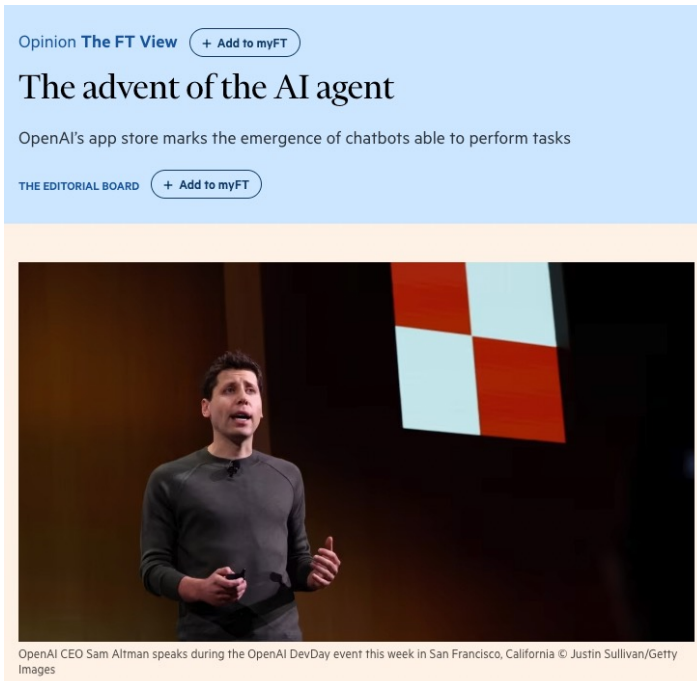 Opinion The FT View + Add to myFT
The advent of the AI agent
OpenAI's app store marks the emergence of chatbots able to perform tasks
THE EDITORIAL BOARD + Add to myFT
OpenAI CEO Sam Altman speaks during the OpenAI DevDay event this week in San Francisco, California © Justin Sullivan/Getty
Images